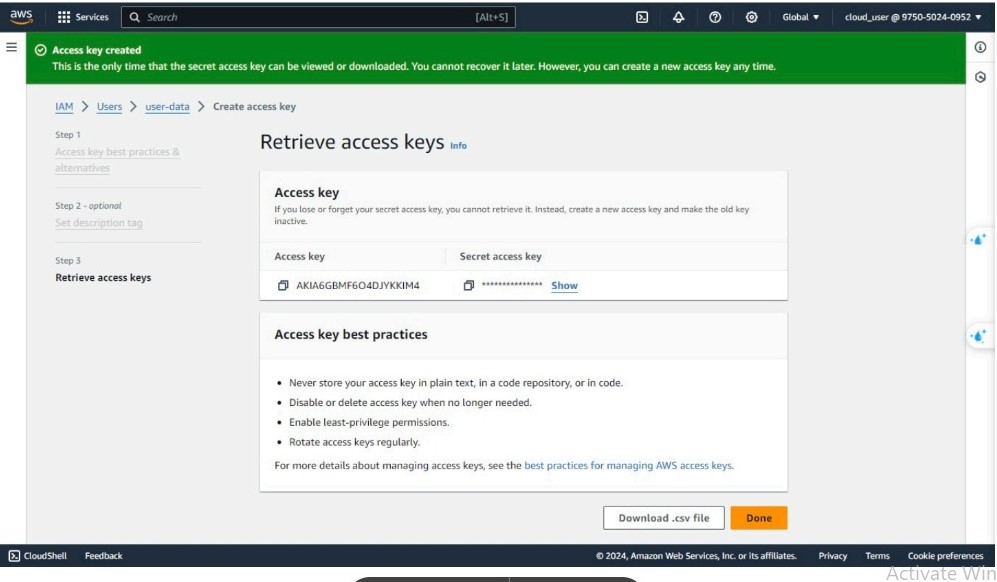 aws
Services
Search
[Alt+S]
Global
cloud_user @ 9750-5024-0952
Access key created
This is the only time that the secret access key can be viewed or downloaded. You cannot recover it later. However, you can create a new access key any time.
IAM > Users > user-data > Create access key
Step 1
Access key best practices &
alternatives
Step 2 - optional
Set description tag
Step 3
Retrieve access keys
Retrieve access keys Info
Access key
If you lose or forget your secret access key, you cannot retrieve it. Instead, create a new access key and make the old key
inactive.
Access key
Secret access key
AKIA6GBMF6O4DJYKKIM4
*************** Show
Access key best practices
• Never store your access key in plain text, in a code repository, or in code.
• Disable or delete access key when no longer needed.
• Enable least-privilege permissions.
• Rotate access keys regularly.
For more details about managing access keys, see the best practices for managing AWS access keys.
Download .csv file
Done
CloudShell
Feedback
© 2024, Amazon Web Services, Inc. or its affiliates.
Privacy
Terms
Cookie preferences
Activate Win